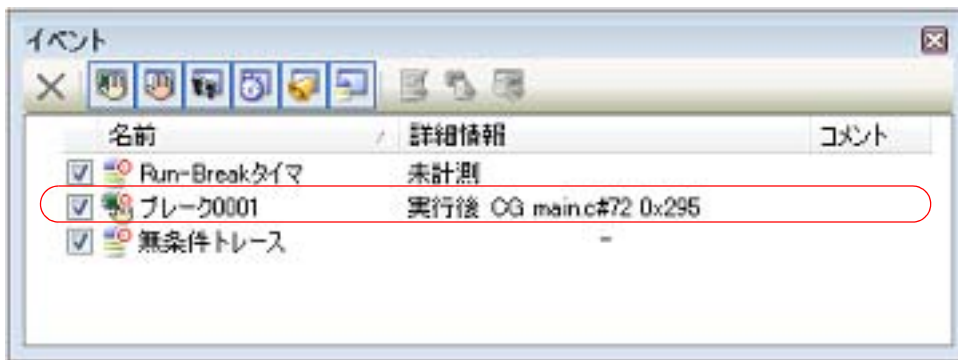 イベント
名前 詳細情報 コメント
Run-Breakタイマ 未計測
ブレーク0001 実行後 CG_main.c#72 0x295
無条件トレース -